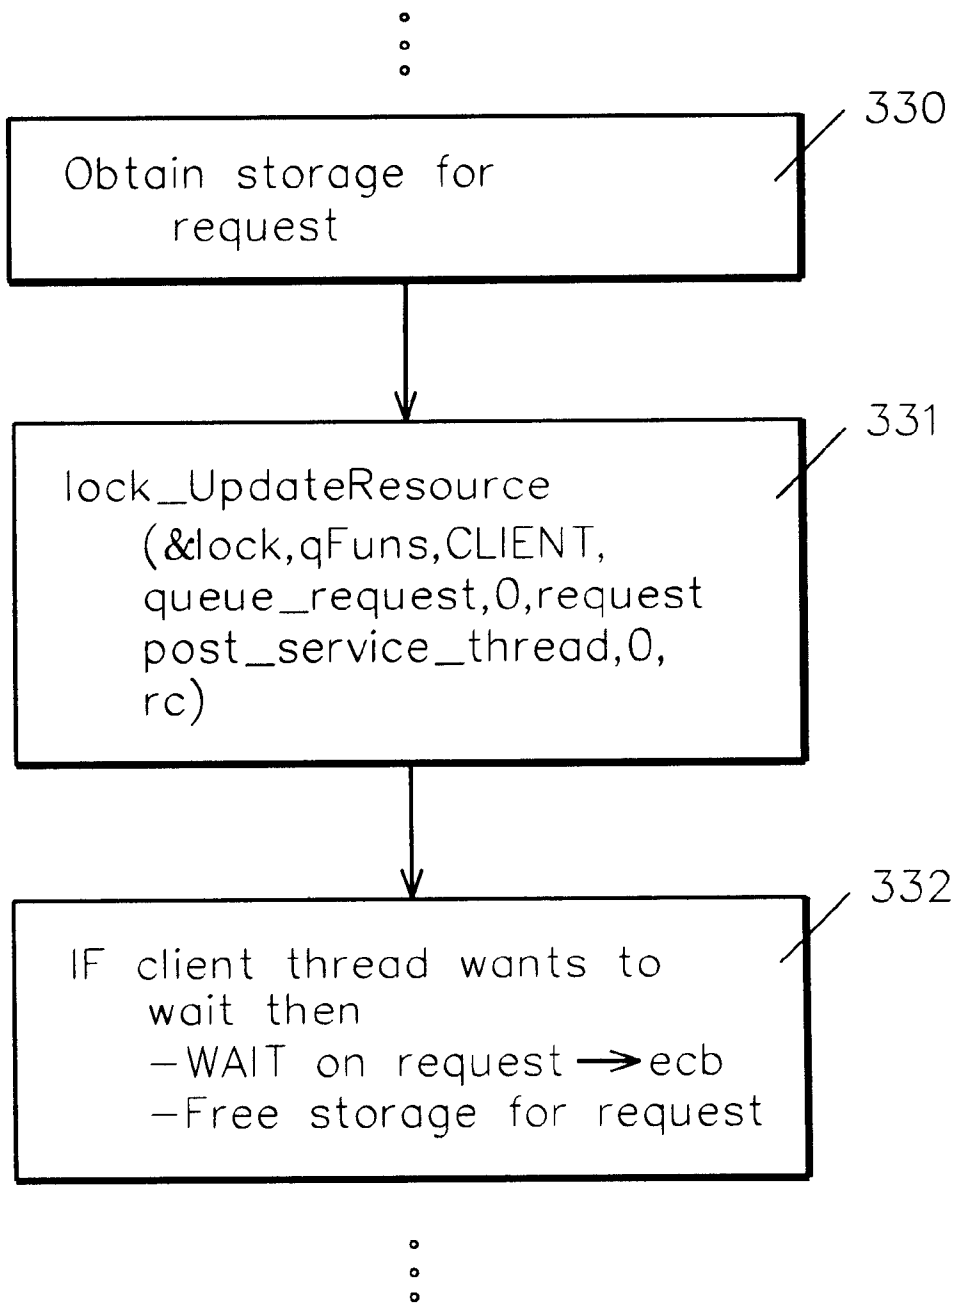 330
Obtain storage for
request
331
lock_UpdateResource
(&lock,qFuns,CLIENT,
queue_request,0,request
post_service_thread,0,
rc)
332
IF client thread wants to
wait then
-WAIT on request→ecb
-Free storage for request